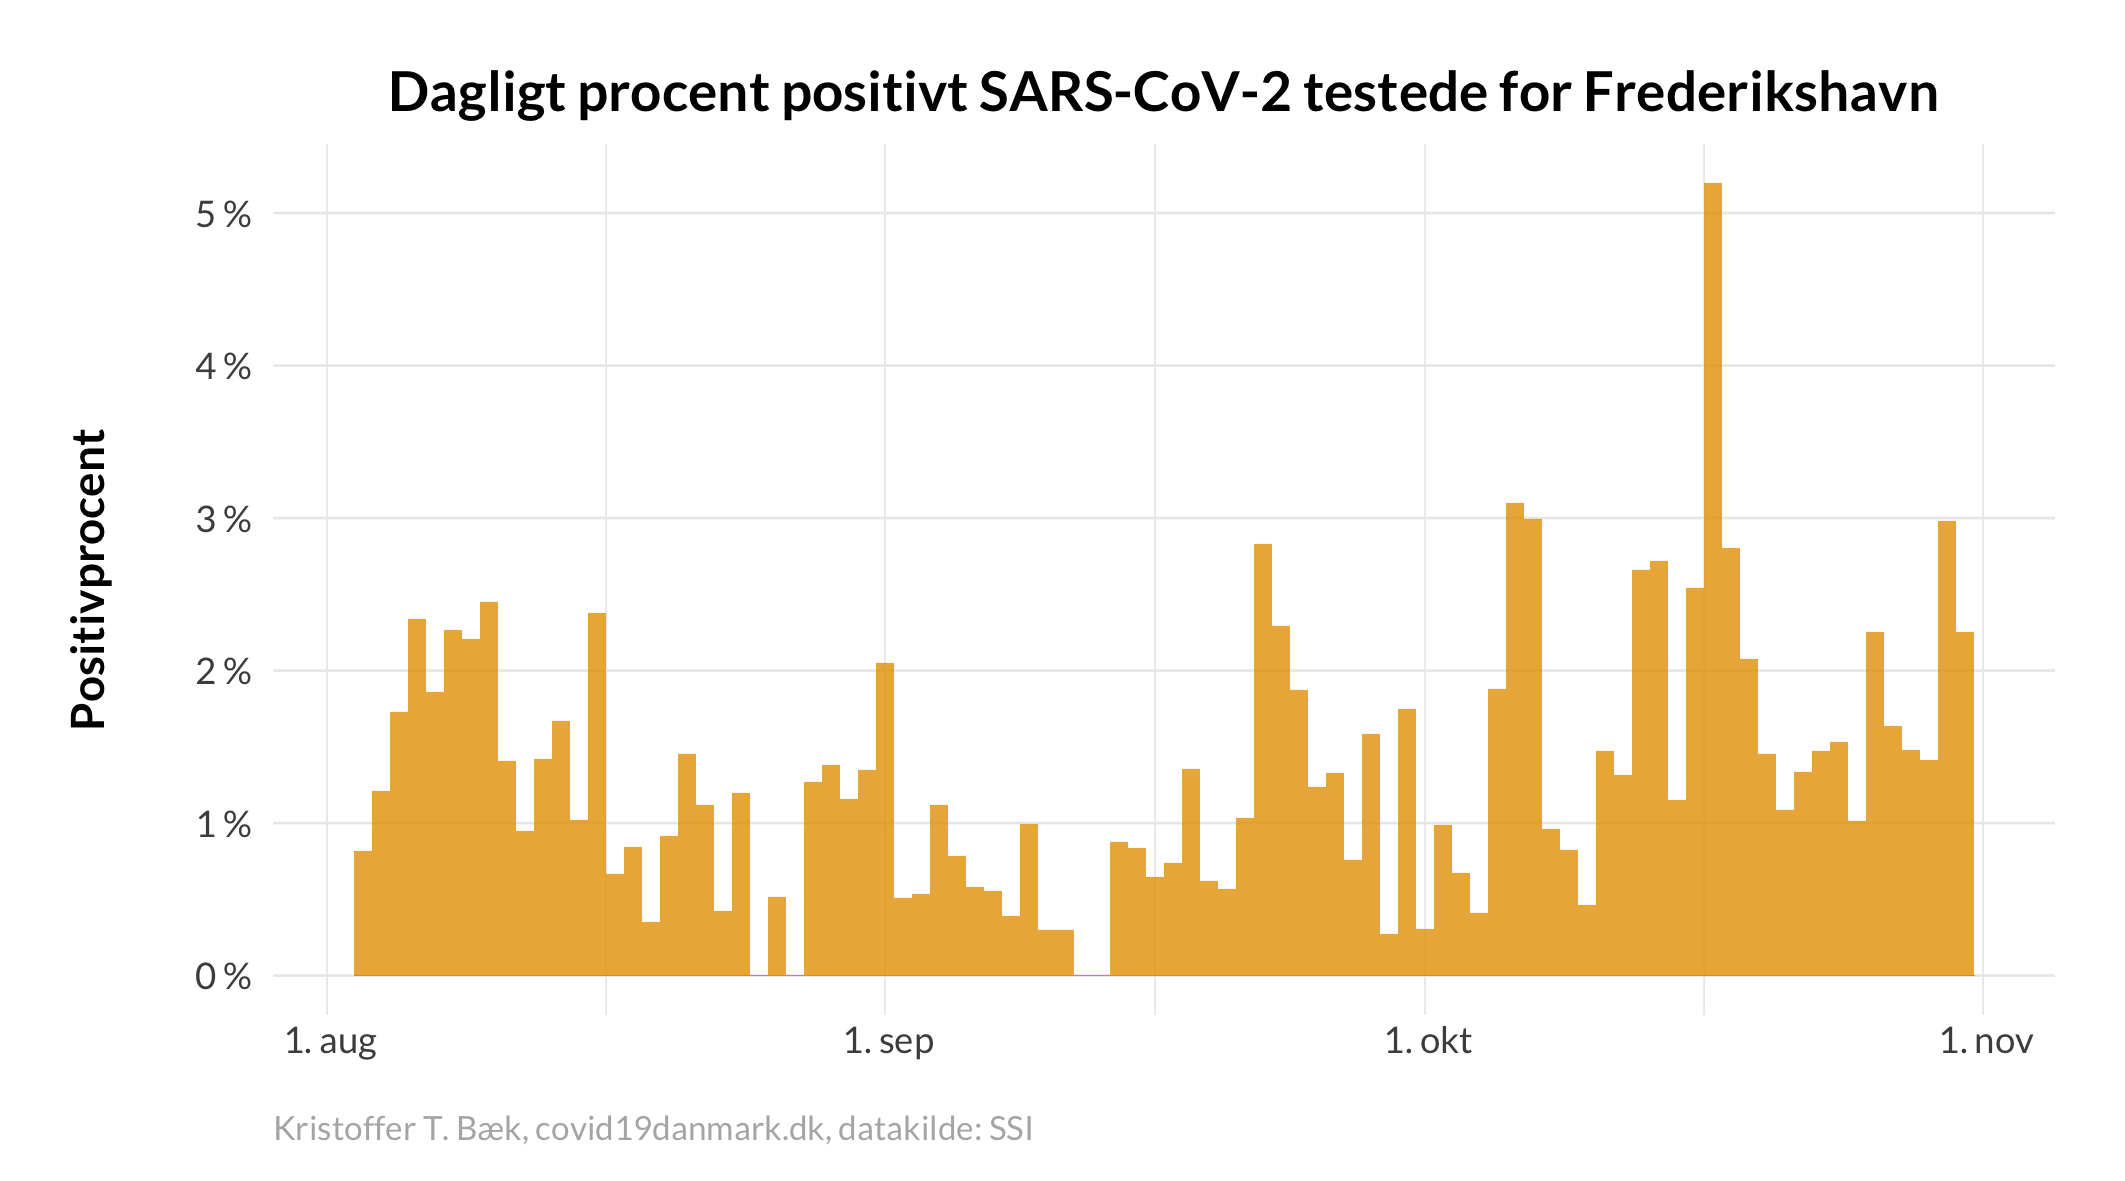 Dagligt procent positivt SARS-CoV-2 testede for Frederikshavn
Positivprocent
5 %
4 %
3 %
2 %
1 %
0 %
1. aug
1. sep
1. okt
1. nov
Kristoffer T. Bæk, covid19danmark.dk, datakilde: SSI